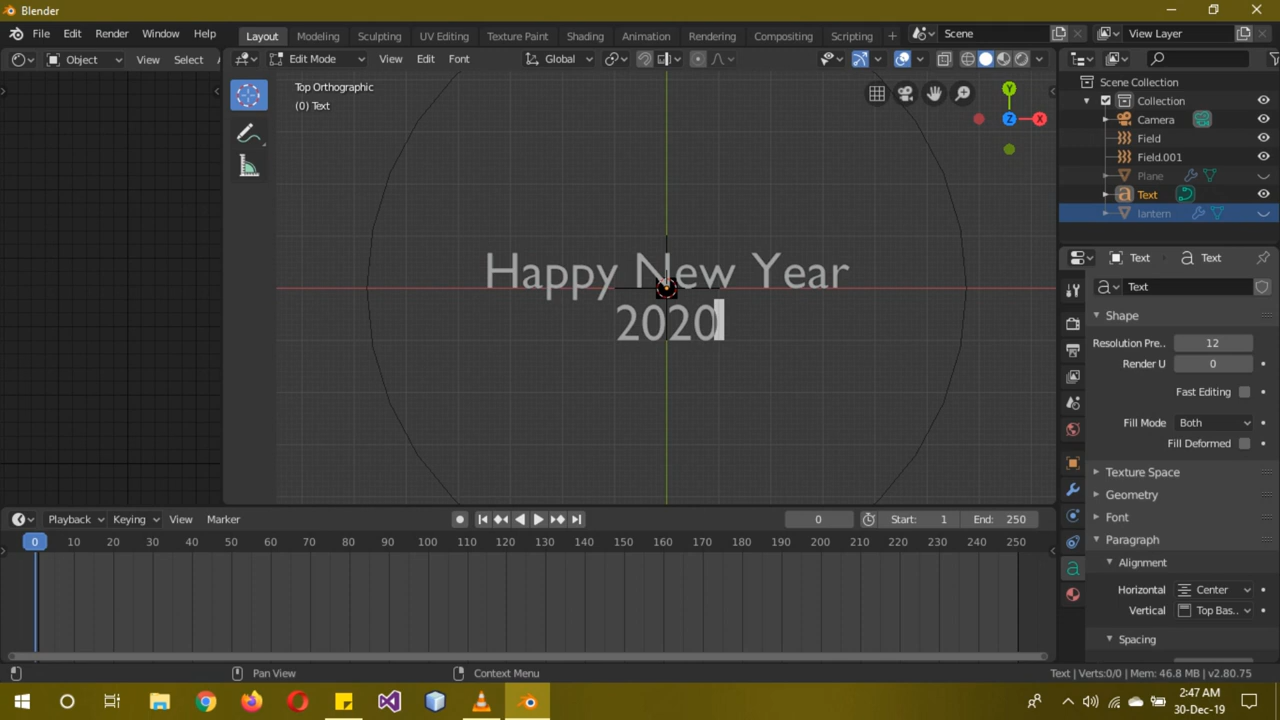 Blender
File Edit Render Window Help
Layout Modeling Sculpting UV Editing Texture Paint Shading Animation Rendering Compositing Scripting
Scene
View Layer
Object View Select
Edit Mode View Edit Font
Global
Top Orthographic
(0) Text
Y
Z X
Happy New Year
2020
Scene Collection
Collection
Camera
Field
Field.001
Plane
Text
lantern
Text Text
Text
Shape
Resolution Pre.. 12
Render U 0
Fast Editing
Fill Mode Both
Fill Deformed
Texture Space
Geometry
Font
Paragraph
Alignment
Horizontal Center
Vertical Top Bas..
Spacing
Playback Keying View Marker
0 Start: 1 End: 250
0 10 20 30 40 50 60 70 80 90 100 110 120 130 140 150 160 170 180 190 200 210 220 230 240 250
Pan View Context Menu
Text | Verts:0/0 | Mem: 46.8 MB | v2.80.75
2:47 AM
30-Dec-19